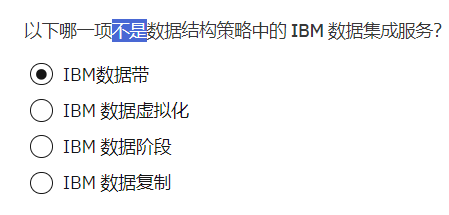 以下哪一项不是数据结构策略中的 IBM 数据集成服务?
IBM数据带
IBM 数据虚拟化
IBM 数据阶段
IBM 数据复制